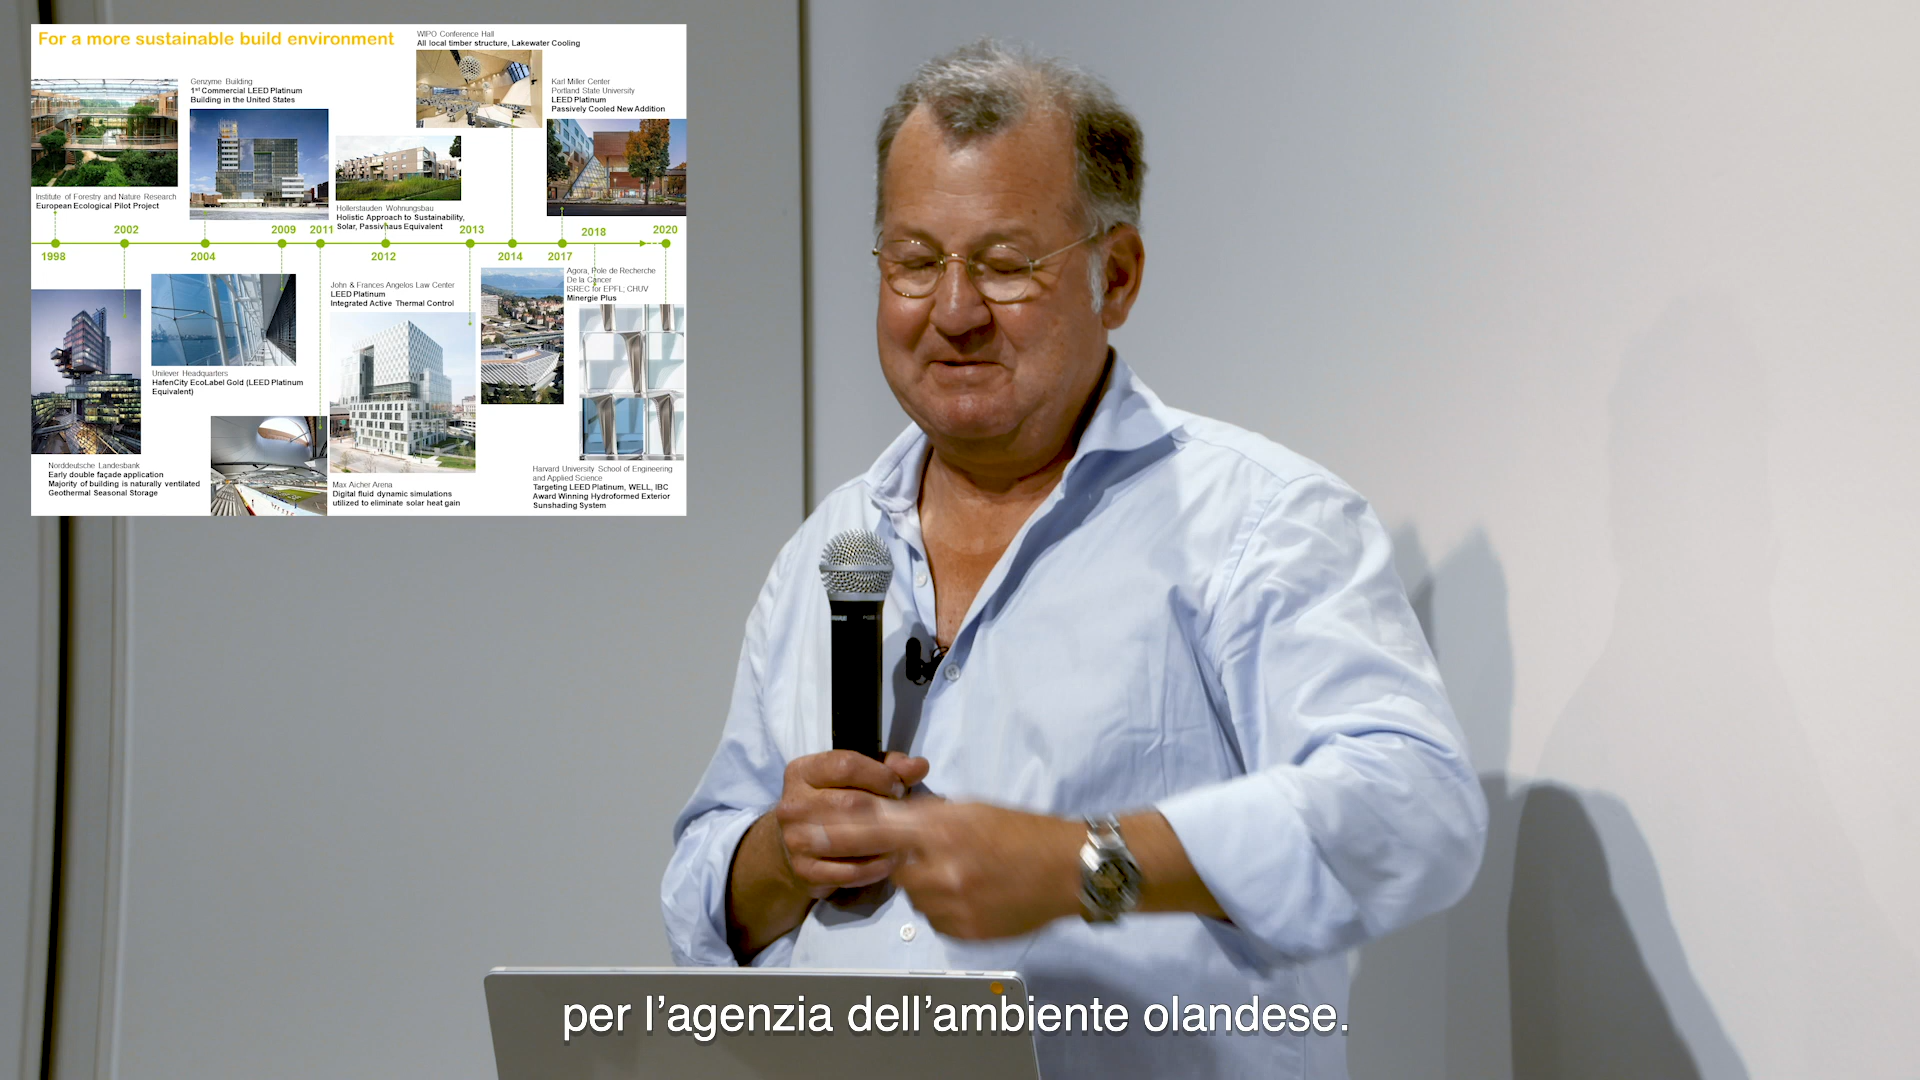 For a more sustainable build environment
WIPO Conference Hall
All local timber structure, Lakewater Cooling
Genzyme Building
1st Commercial LEED Platinum
Building in the United States
Karl Miller Center
Portland State University
LEED Platinum
Passively Cooled New Addition
Institute of Forestry and Nature Research
European Ecological Pilot Project
Hollerstauden Wohnungsbau
Holistic Approach to Sustainability,
Solar, Passivhaus Equivalent
2002
2009
2011
2013
2018
2020
1998
2004
2012
2014
2017
Agora, Pole de Recherche
De la Cancer
ISREC for EPFL; CHUV
Minergie Plus
John & Frances Angelos Law Center
LEED Platinum
Integrated Active Thermal Control
Unilever Headquarters
HafenCity EcoLabel Gold (LEED Platinum
Equivalent)
Norddeutsche Landesbank
Early double façade application
Majority of building is naturally ventilated
Geothermal Seasonal Storage
Max Aicher Arena
Digital fluid dynamic simulations
utilized to eliminate solar heat gain
Harvard University School of Engineering
and Applied Science
Targeting LEED Platinum, WELL, IBC
Award Winning Hydroformed Exterior
Sunshading System
per l’agenzia dell’ambiente olandese.